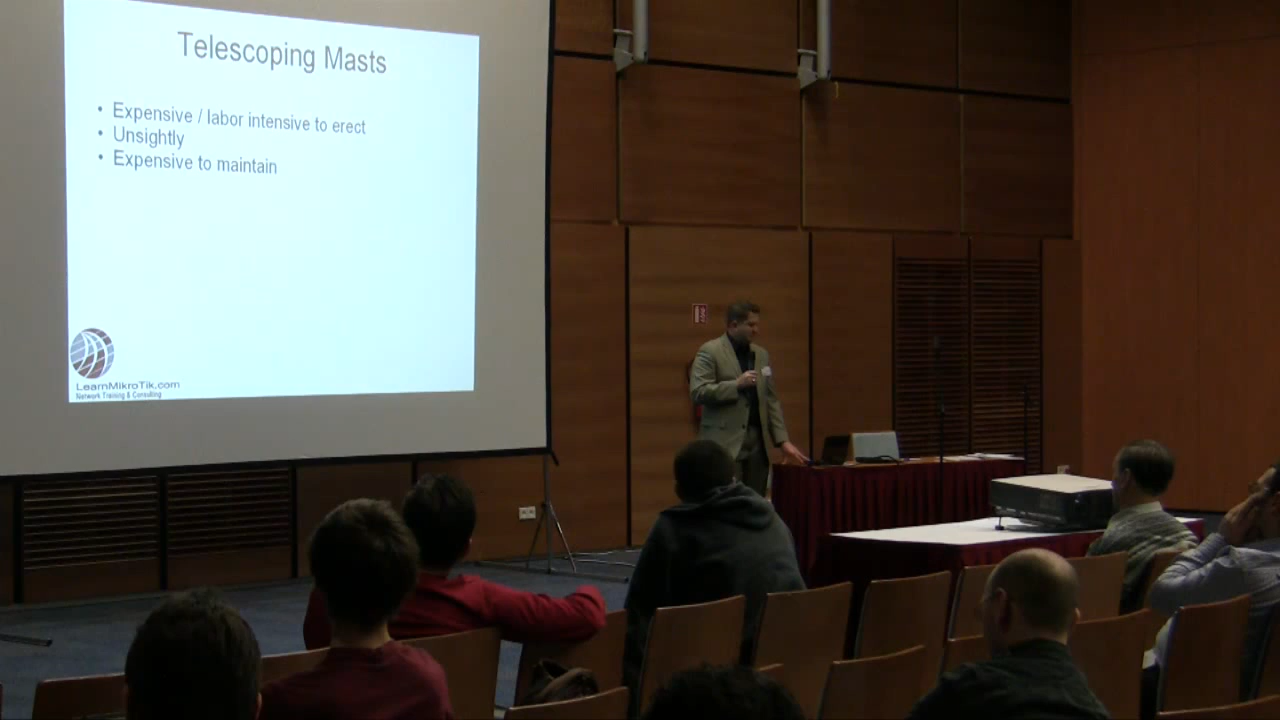 Telescoping Masts
• Expensive / labor intensive to erect
• Unsightly
• Expensive to maintain
LearnMikroTik.com
Network Training & Consulting